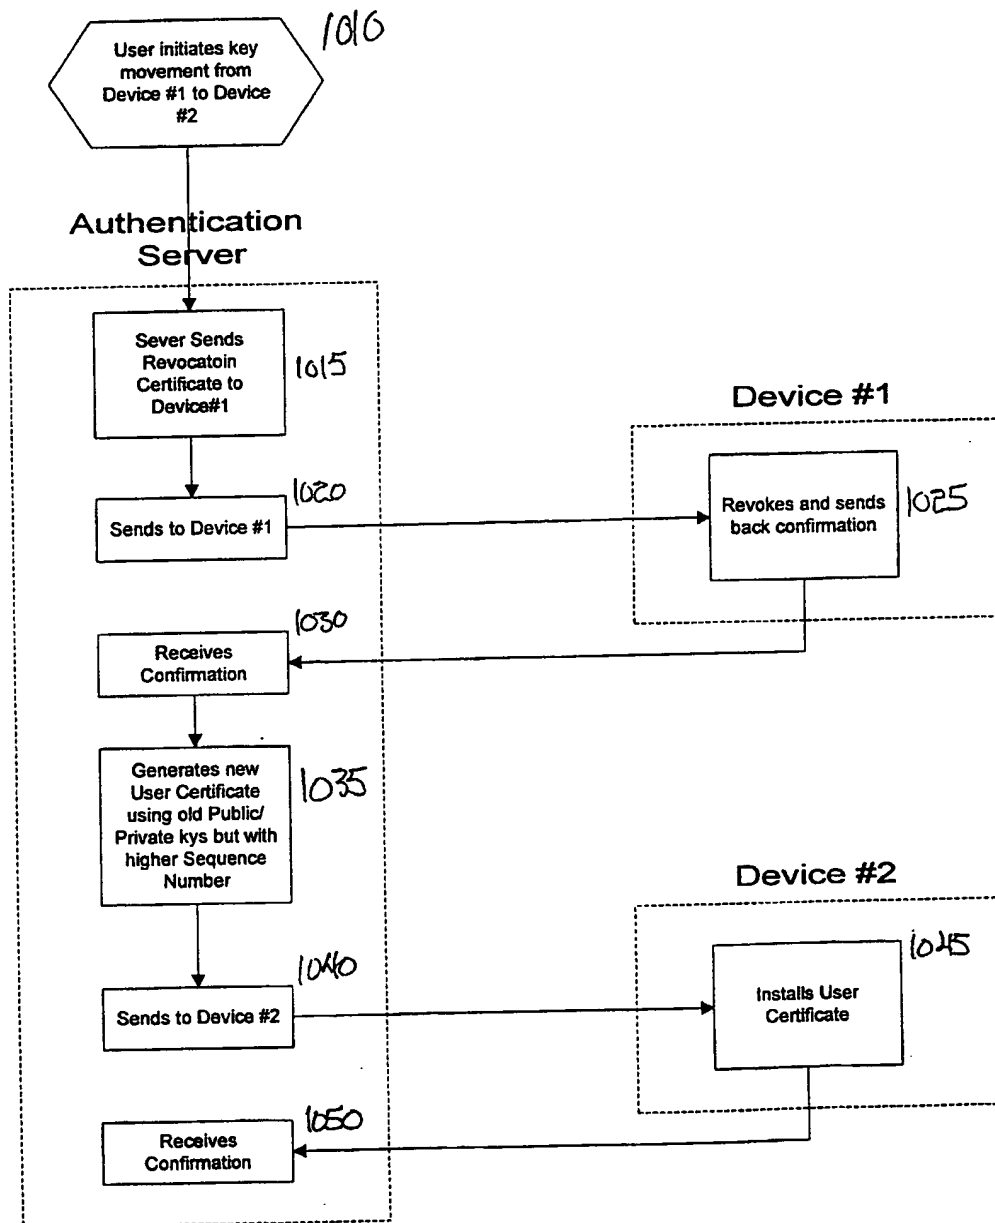 User initiates key
movement from
Device #1 to Device
#2
1010
Authentication
Server
Sever Sends
Revocatoin
Certificate to
Device#1
1015
Device #1
1020
Sends to Device #1
Revokes and sends
back confirmation
1025
1030
Receives
Confirmation
Generates new
User Certificate
using old Public/
Private kys but with
higher Sequence
Number
1035
Device #2
1040
Sends to Device #2
Installs User
Certificate
1045
1050
Receives
Confirmation